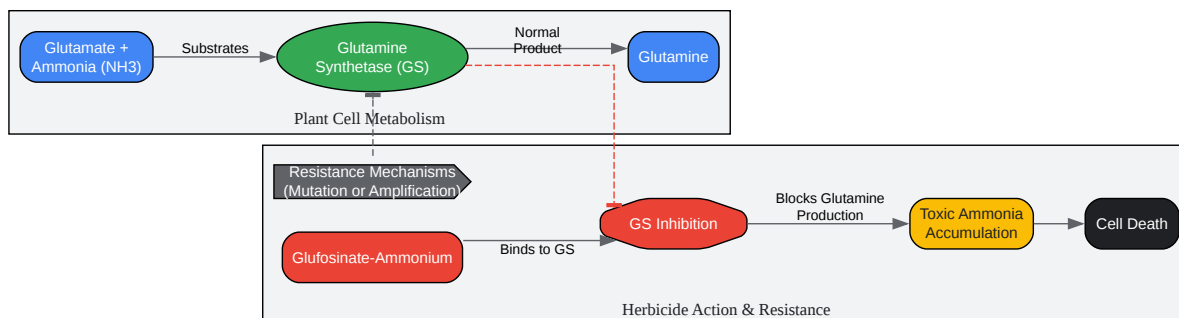 Glutamate +
Ammonia (NH3)
Substrates
Glutamine
Synthetase (GS)
Normal
Product
Glutamine
Plant Cell Metabolism
Resistance Mechanisms
(Mutation or Amplification)
Glufosinate-Ammonium
Binds to GS
GS Inhibition
Blocks Glutamine
Production
Toxic Ammonia
Accumulation
Cell Death
Herbicide Action & Resistance